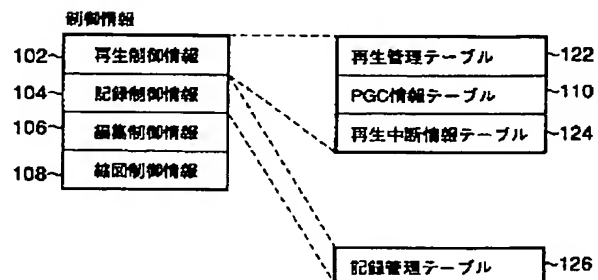 制御情報
102 再生制御情報
104 記録制御情報
106 編集制御情報
108 縮図制御情報
再生管理テーブル 122
PGC情報テーブル 110
再生中断情報テーブル 124
記録管理テーブル 126